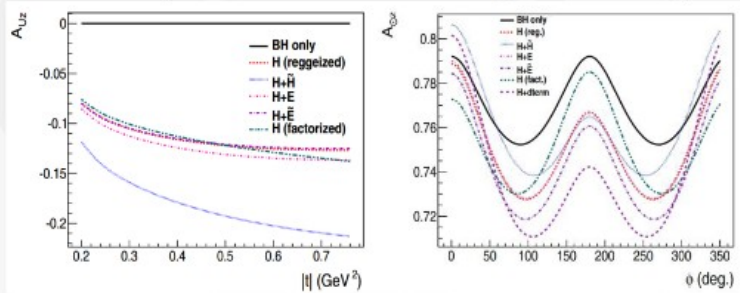 A_Uz
0
-0.05
-0.1
-0.15
-0.2
BH only
H (reggeized)
H+H̃
H+E
H+Ẽ
H (factorized)
0.2 0.3 0.4 0.5 0.6 0.7
|t| (GeV²)
A_⊙z
0.8
0.78
0.76
0.74
0.72
BH only
H (reg.)
H+H̃
H+E
H+Ẽ
H (fact.)
H+dterm
0 50 100 150 200 250 300 350
ϕ (deg.)